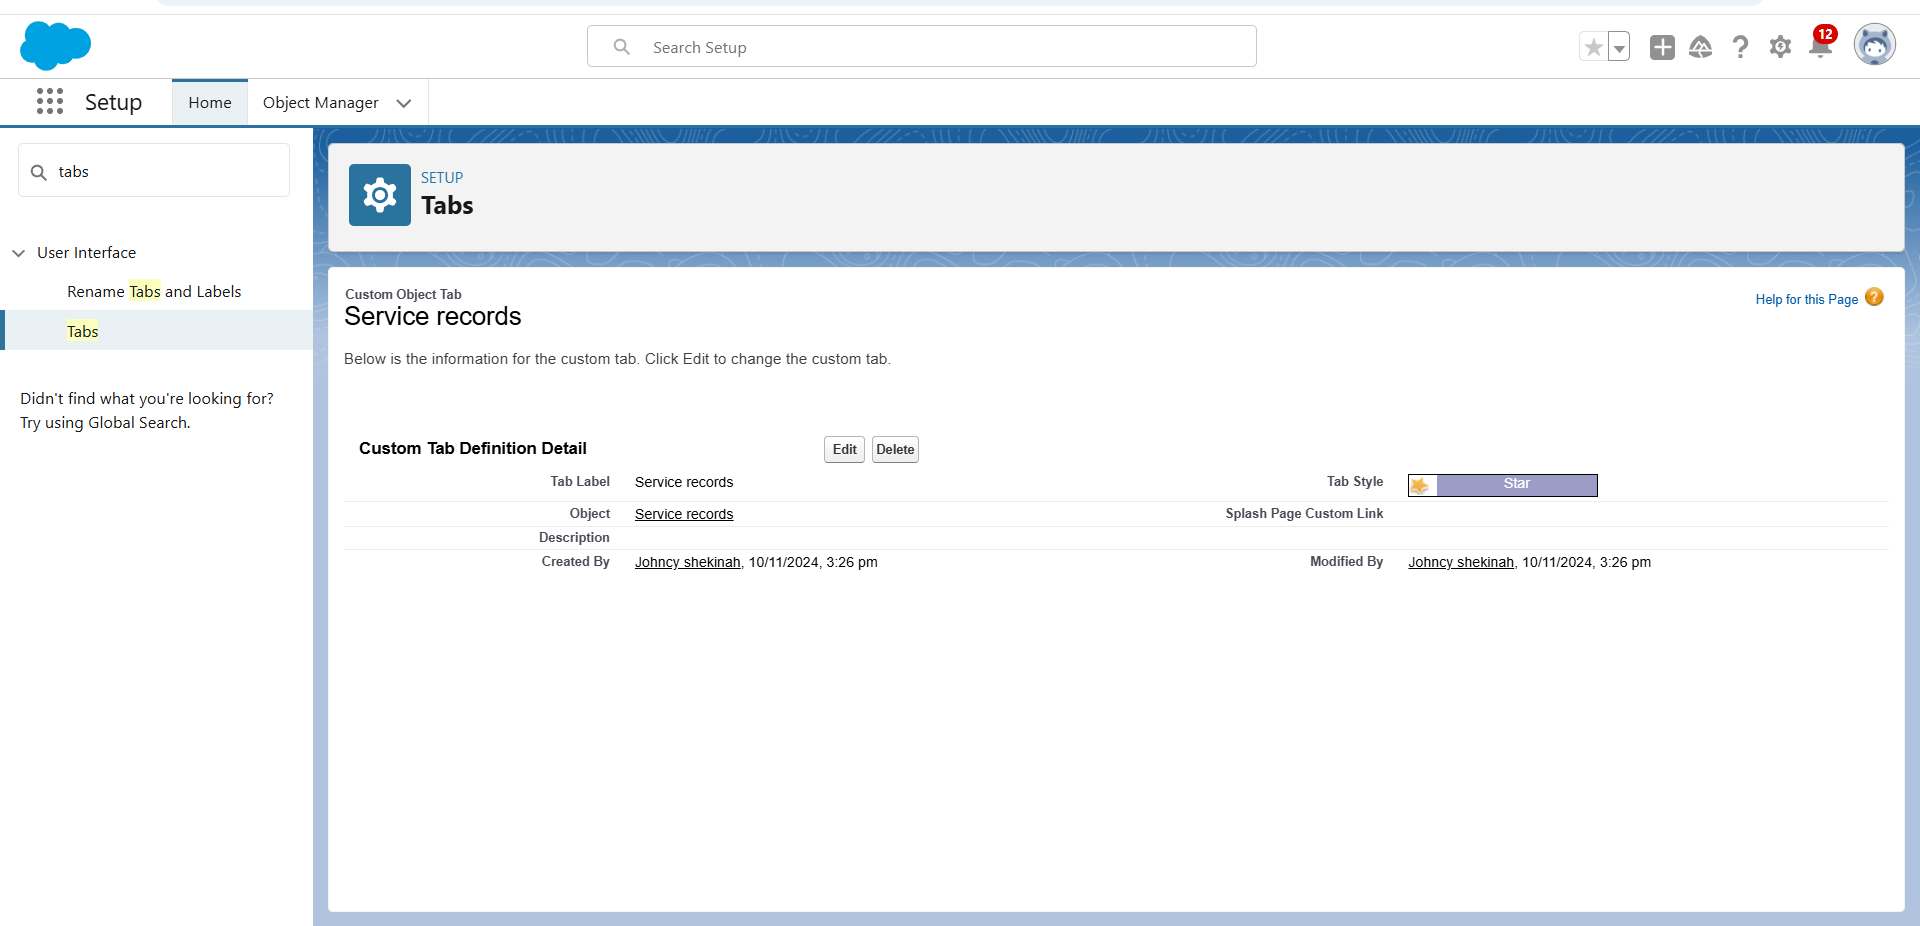 Search Setup
12
Setup
Home
Object Manager
tabs
User Interface
Rename Tabs and Labels
Tabs
Didn't find what you're looking for?
Try using Global Search.
SETUP
Tabs
Custom Object Tab
Service records
Help for this Page ?
Below is the information for the custom tab. Click Edit to change the custom tab.
Custom Tab Definition Detail Edit Delete
Tab Label Service records Tab Style Star
Object Service records Splash Page Custom Link
Description
Created By Johncy shekinah, 10/11/2024, 3:26 pm Modified By Johncy shekinah, 10/11/2024, 3:26 pm